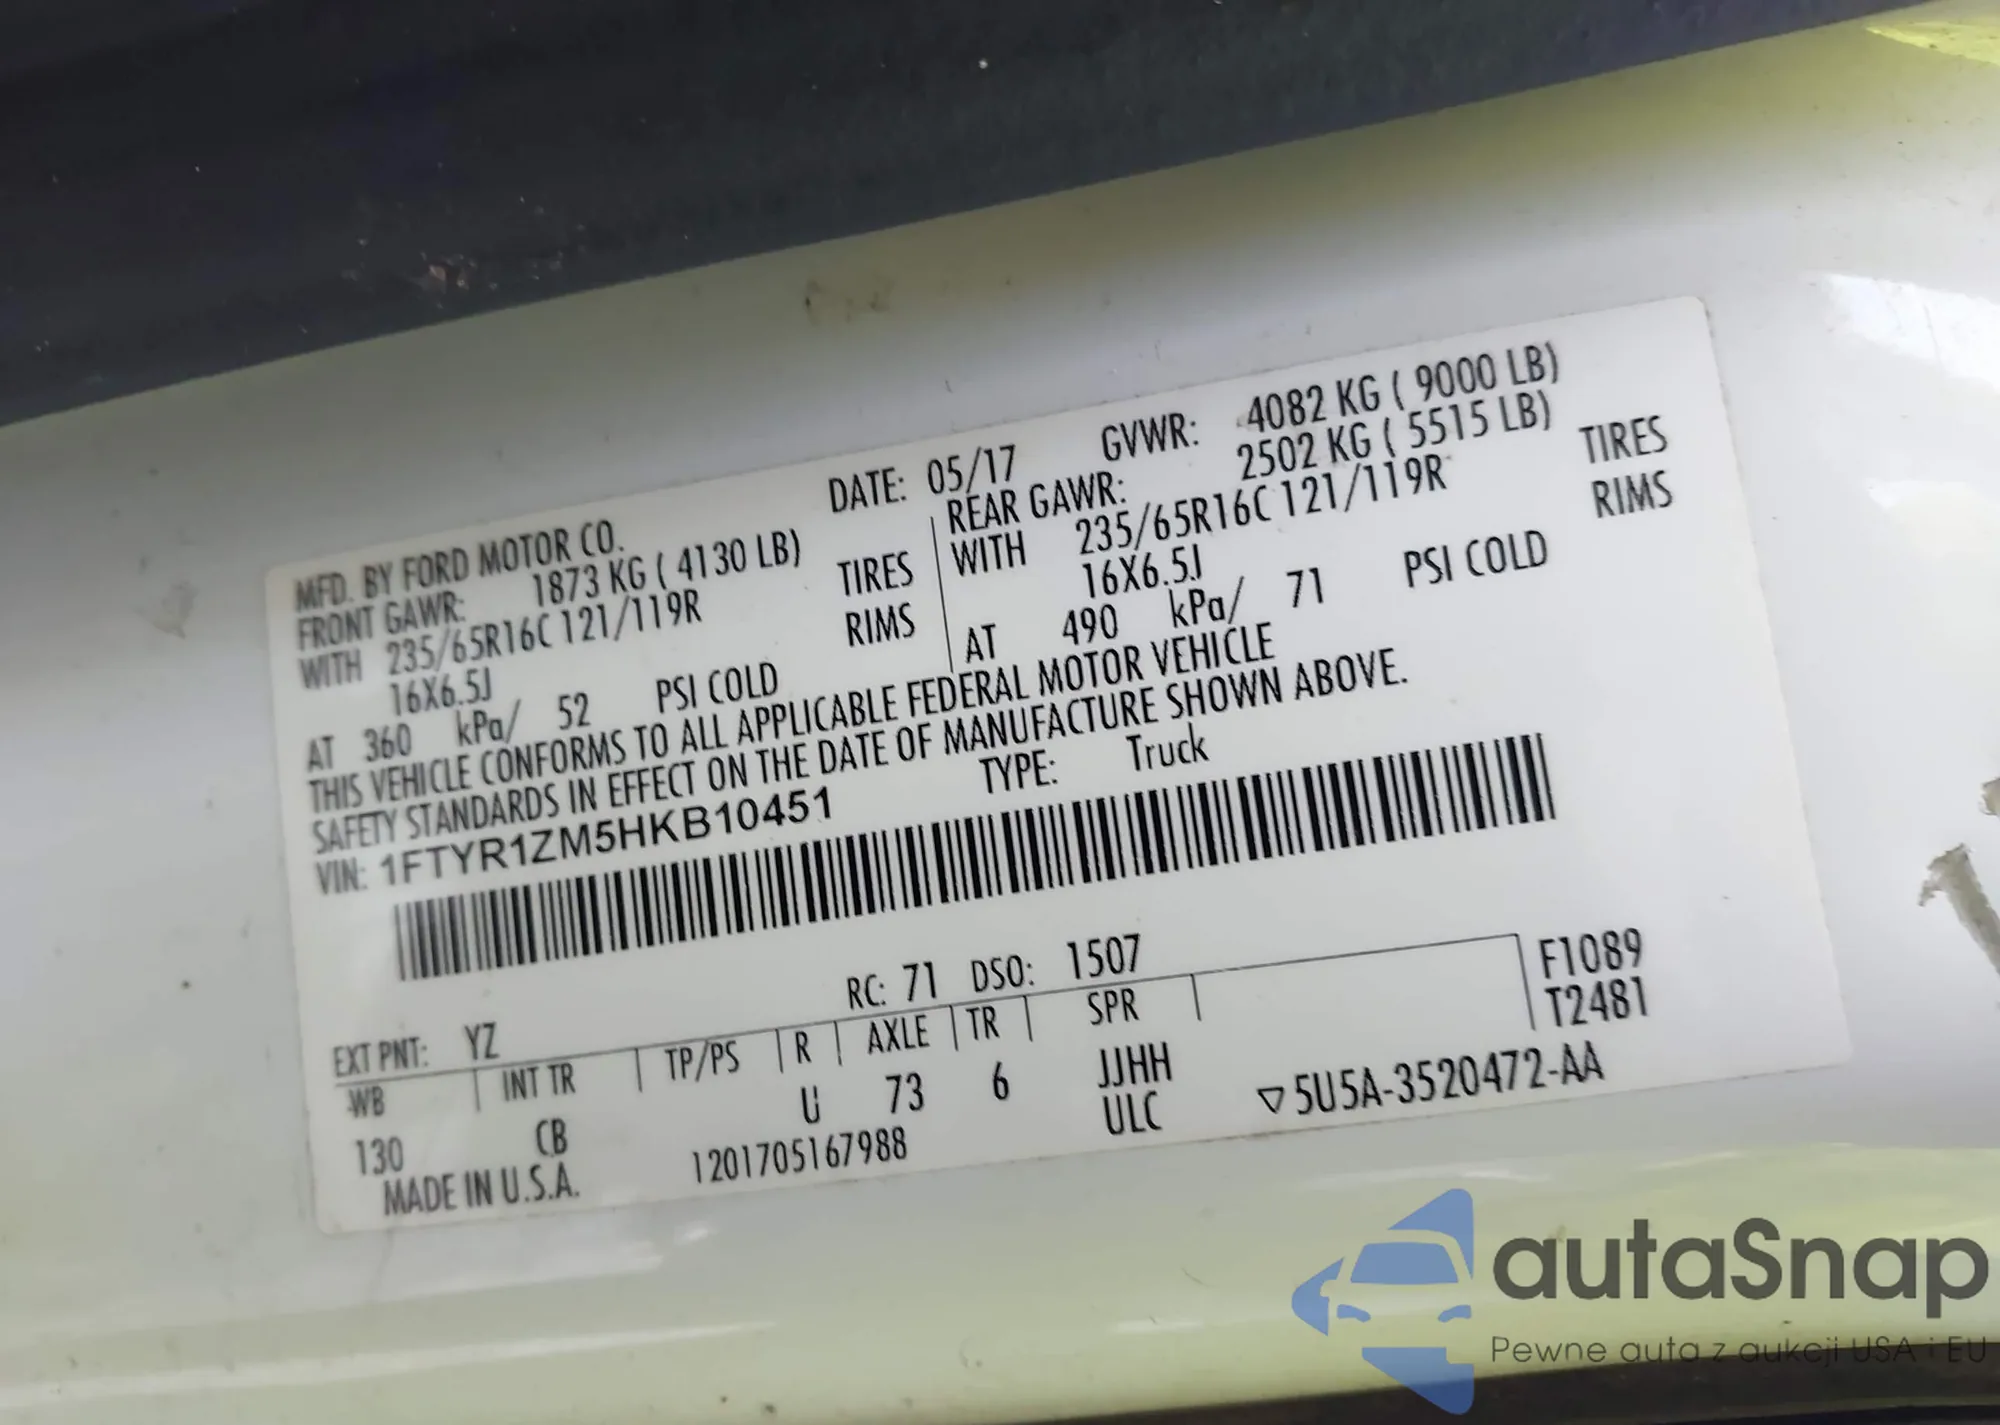 MFD. BY FORD MOTOR CO. DATE: 05/17 GVWR: 4082 KG ( 9000 LB)
FRONT GAWR: 1873 KG ( 4130 LB) REAR GAWR: 2502 KG ( 5515 LB)
WITH 235/65R16C 121/119R TIRES WITH 235/65R16C 121/119R TIRES
16X6.5J RIMS 16X6.5J RIMS
AT 360 kPa/ 52 PSI COLD AT 490 kPa/ 71 PSI COLD
THIS VEHICLE CONFORMS TO ALL APPLICABLE FEDERAL MOTOR VEHICLE
SAFETY STANDARDS IN EFFECT ON THE DATE OF MANUFACTURE SHOWN ABOVE.
VIN: 1FTYR1ZM5HKB10451 TYPE: Truck
EXT PNT: YZ RC: 71 DSO: 1507 F1089
WB INT TR TP/PS R AXLE TR SPR T2481
130 CB U 73 6 JJHH
ULC ▽5U5A-3520472-AA
MADE IN U.S.A. 1201705167988
autaSnap
Pewne auta z aukcji USA i EU